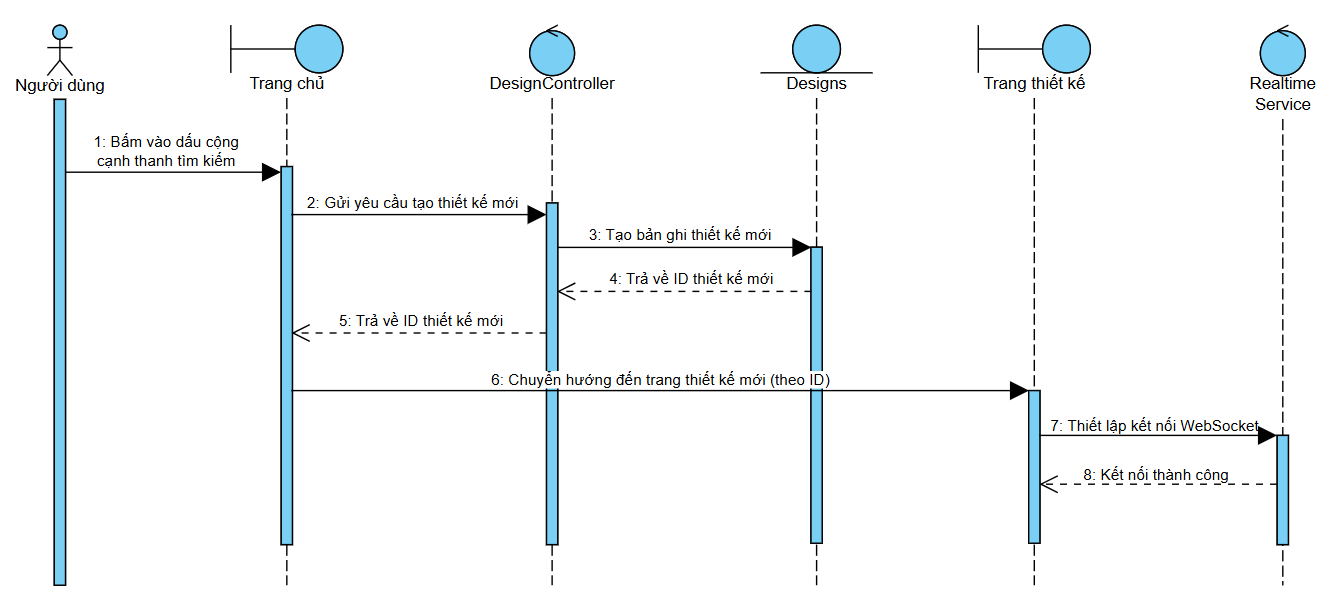 Người dùng
Trang chủ
DesignController
Designs
Trang thiết kế
Realtime
Service
1: Bấm vào dấu cộng
cạnh thanh tìm kiếm
2: Gửi yêu cầu tạo thiết kế mới
3: Tạo bản ghi thiết kế mới
4: Trả về ID thiết kế mới
5: Trả về ID thiết kế mới
6: Chuyển hướng đến trang thiết kế mới (theo ID)
7: Thiết lập kết nối WebSocket
8: Kết nối thành công